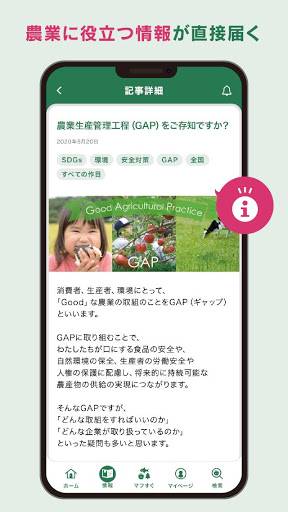 農業に役立つ情報が直接届く
記事詳細
農業生産管理工程（GAP）をご存知ですか？
2020年5月20日
SDGs 環境 安全対策 GAP 全国
すべての作目
Good Agricultural Practice
GAP
消費者、生産者、環境にとって、
「Good」な農業の取組のことをGAP（ギャップ）
といいます。
GAPに取り組むことで、
わたしたちが口にする食品の安全や、
自然環境の保全、生産者の労働安全や
人権の保護に配慮し、将来的に持続可能な
農産物の供給の実現につながります。
そんなGAPですが、
「どんな取組をすればいいのか」
「どんな企業が取り扱っているのか」
といった疑問も多いと思います。
ホーム 情報 マフすぐ マイページ 検索